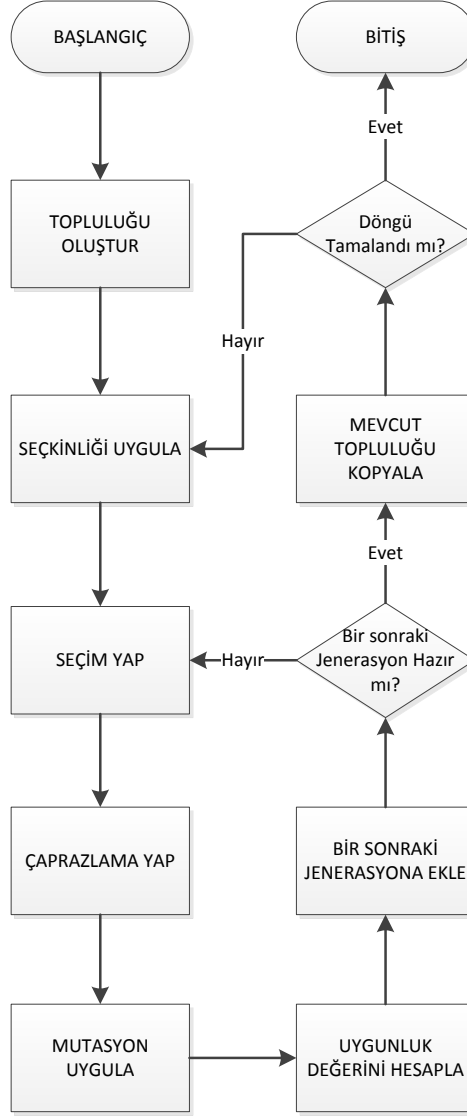 BAŞLANGIÇ
TOPLULUĞU
OLUŞTUR
SEÇKİNLİĞİ UYGULA
SEÇİM YAP
ÇAPRAZLAMA YAP
MUTASYON
UYGULA
UYGUNLUK
DEĞERİNİ HESAPLA
BİR SONRAKİ
JENERASYONA EKLE
Bir sonraki
Jenerasyon Hazır
mı?
Hayır
Evet
MEVCUT
TOPLULUĞU
KOPYALA
Döngü
Tamalandı mı?
Hayır
Evet
BİTİŞ